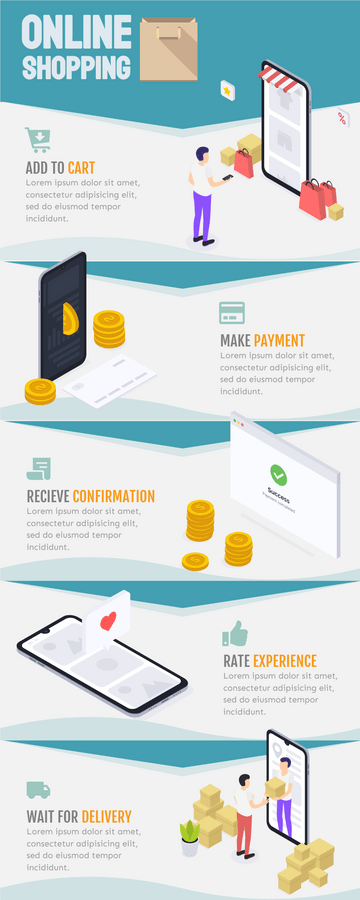 ONLINE
SHOPPING
%
ADD TO CART
Lorem ipsum dolor sit amet,
consectetur adipisicing elit,
sed do eiusmod tempor
incididunt.
MAKE PAYMENT
Lorem ipsum dolor sit amet,
consectetur adipisicing elit,
sed do eiusmod tempor
incididunt.
Success
RECIEVE CONFIRMATION
Lorem ipsum dolor sit amet,
consectetur adipisicing elit,
sed do eiusmod tempor
incididunt.
RATE EXPERIENCE
Lorem ipsum dolor sit amet,
consectetur adipisicing elit,
sed do eiusmod tempor
incididunt.
WAIT FOR DELIVERY
Lorem ipsum dolor sit amet,
consectetur adipisicing elit,
sed do eiusmod tempor
incididunt.